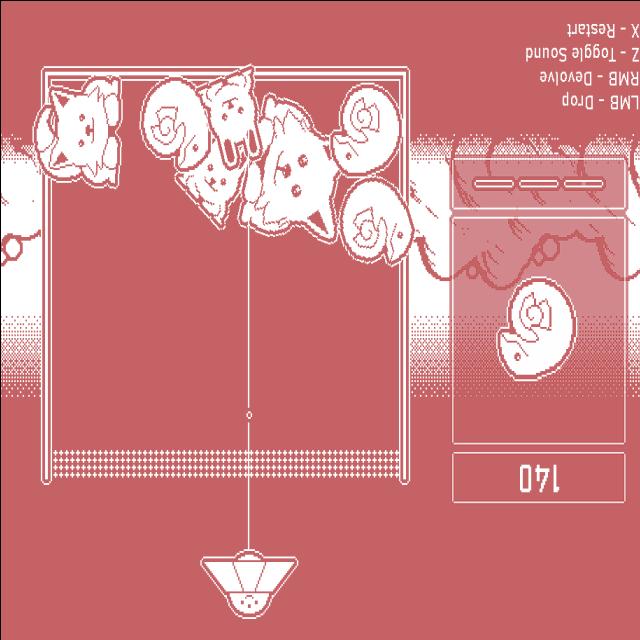 140
LMB - Drop
RMB - Devolve
Z - Toggle Sound
X - Restart